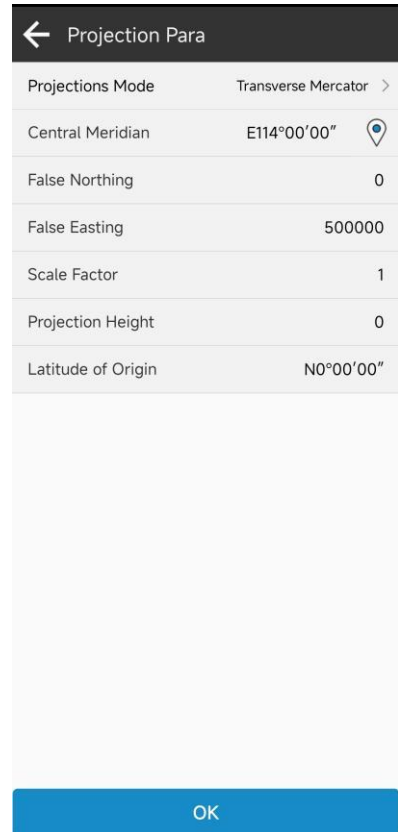 Projection Para
Projections Mode Transverse Mercator >
Central Meridian E114°00′00″
False Northing 0
False Easting 500000
Scale Factor 1
Projection Height 0
Latitude of Origin N0°00′00″
OK